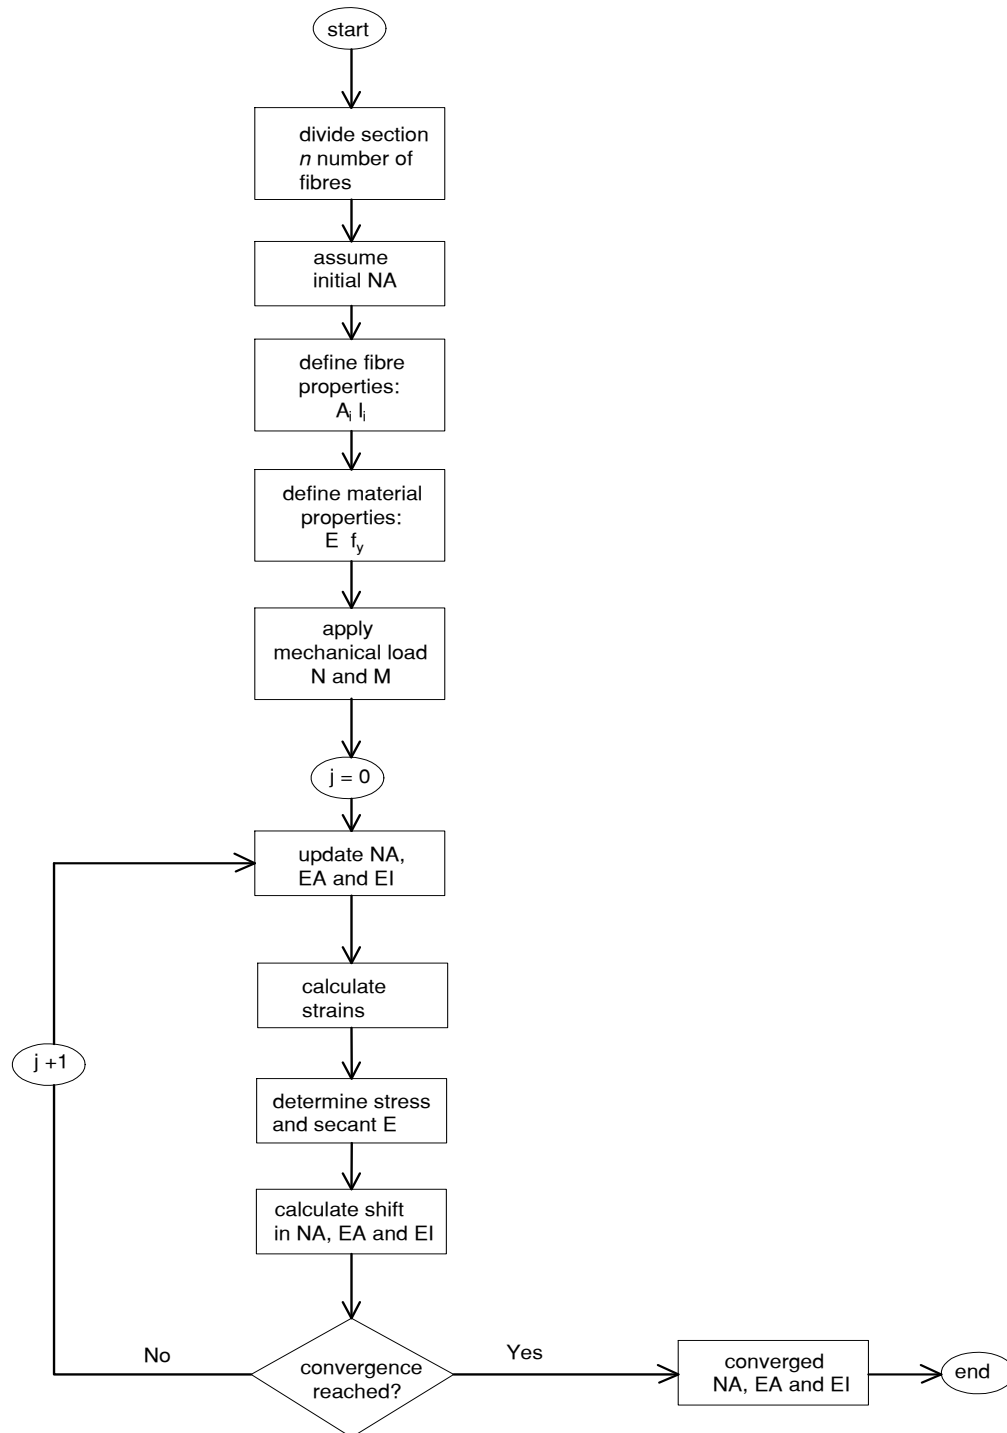 start
divide section
n number of
fibres
assume
initial NA
define fibre
properties:
Ai Ii
define material
properties:
E fy
apply
mechanical load
N and M
j = 0
update NA,
EA and EI
calculate
strains
j +1
determine stress
and secant E
calculate shift
in NA, EA and EI
No
convergence
reached?
Yes
converged
NA, EA and EI
end